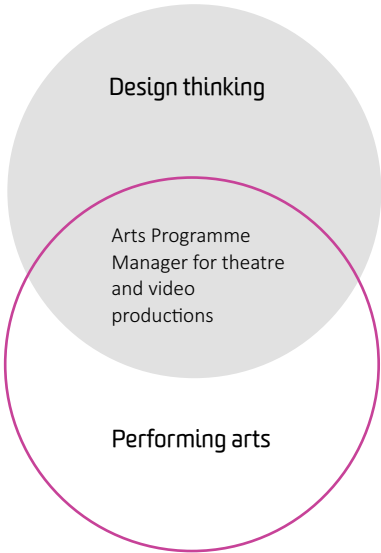 Design thinking
Arts Programme
Manager for theatre
and video
productions
Performing arts